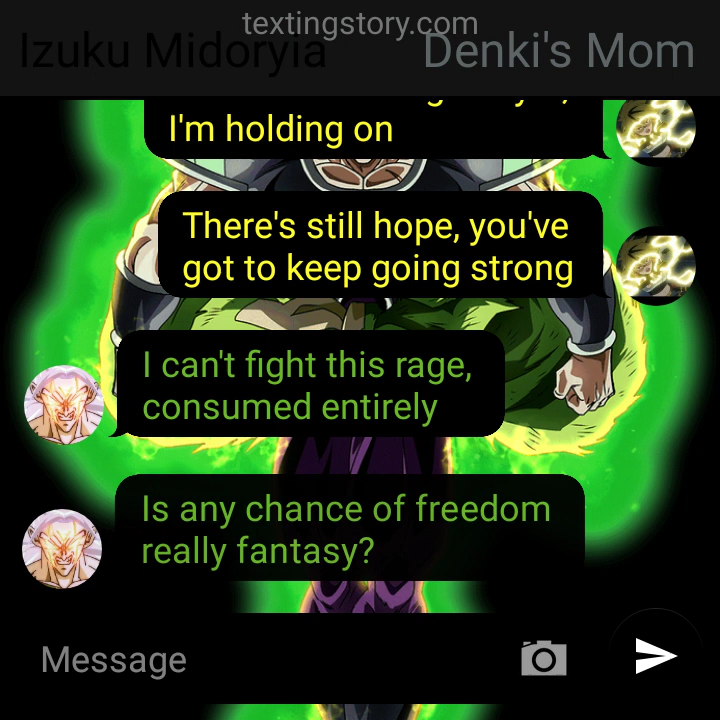 textingstory.com
Izuku Midoryia
Denki's Mom
I'm holding on
There's still hope, you've
got to keep going strong
I can't fight this rage,
consumed entirely
Is any chance of freedom
really fantasy?
Message